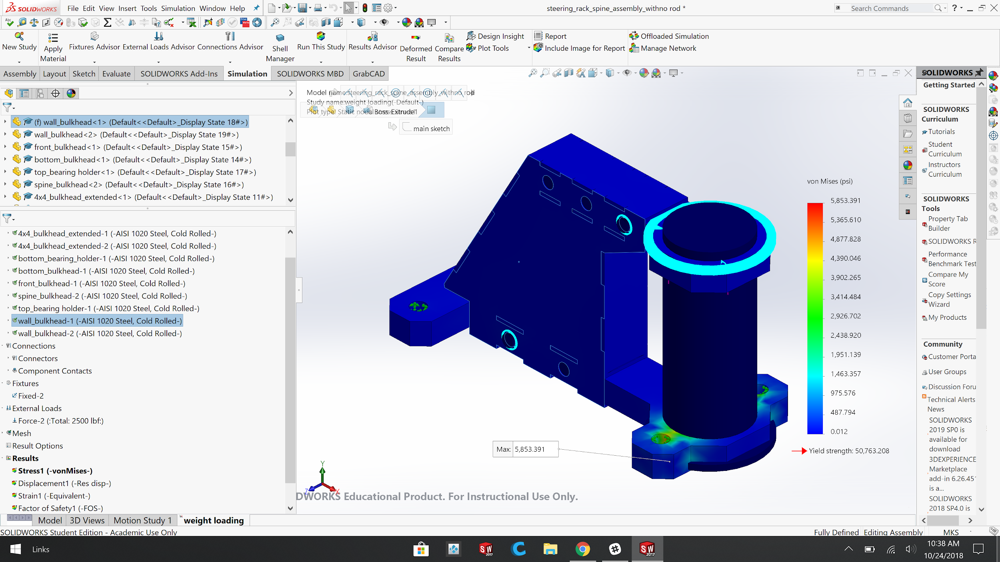 SOLIDWORKS
File Edit View Insert Tools Simulation Window Help
steering_rack_spine_assembly_withno rod *
Search Commands
New Study
Apply Material
Fixtures Advisor
External Loads Advisor
Connections Advisor
Shell Manager
Run This Study
Results Advisor
Deformed Result
Compare Results
Design Insight
Plot Tools
Report
Include Image for Report
Offloaded Simulation
Manage Network
Assembly Layout Sketch Evaluate SOLIDWORKS Add-Ins Simulation SOLIDWORKS MBD GrabCAD
(f) wall_bulkhead<1> (Default<<Default>_Display State 18#>)
wall_bulkhead<2> (Default<<Default>_Display State 19#>)
front_bulkhead<1> (Default<<Default>_Display State 15#>)
bottom_bulkhead<1> (Default<<Default>_Display State 14#>)
top_bearing holder<1> (Default<<Default>_Display State 17#>)
spine_bulkhead<2> (Default<<Default>_Display State 16#>)
4x4_bulkhead_extended<1> (Default<<Default>_Display State 11#>)
4x4_bulkhead_extended-1 (-AISI 1020 Steel, Cold Rolled-)
4x4_bulkhead_extended-2 (-AISI 1020 Steel, Cold Rolled-)
bottom_bearing_holder-1 (-AISI 1020 Steel, Cold Rolled-)
bottom_bulkhead-1 (-AISI 1020 Steel, Cold Rolled-)
front_bulkhead-1 (-AISI 1020 Steel, Cold Rolled-)
spine_bulkhead-2 (-AISI 1020 Steel, Cold Rolled-)
top_bearing holder-1 (-AISI 1020 Steel, Cold Rolled-)
wall_bulkhead-1 (-AISI 1020 Steel, Cold Rolled-)
wall_bulkhead-2 (-AISI 1020 Steel, Cold Rolled-)
Connections
Connectors
Component Contacts
Fixtures
Fixed-2
External Loads
Force-2 (:Total: 2500 lbf:)
Mesh
Result Options
Results
Stress1 (-vonMises-)
Displacement1 (-Res disp-)
Strain1 (-Equivalent-)
Factor of Safety1 (-FOS-)
Model name:steering_rack_spine_assembly_withno rod
Study name:weight loading(-Default-)
Plot type: Static nodal stress Stress1
Boss-Extrude1
main sketch
von Mises (psi)
5,853.391
5,365.610
4,877.828
4,390.046
3,902.265
3,414.484
2,926.702
2,438.920
1,951.139
1,463.357
975.576
487.794
0.012
Yield strength: 50,763.208
Max: 5,853.391
Y
Z
X
DWORKS Educational Product. For Instructional Use Only.
SOLIDWORKS
Getting Started
SOLIDWORKS
Curriculum
Tutorials
Student
Curriculum
Instructors
Curriculum
SOLIDWORKS
Tools
Property Tab
Builder
SOLIDWORKS R
Performance
Benchmark Test
Compare My
Score
Copy Settings
Wizard
My Products
Community
Customer Porta
User Groups
Discussion Foru
Technical Alerts
News
SOLIDWORKS
2019 SP0 is
available for
download
3DEXPERIENCE
Marketplace
add-in 6.26.451
is a...
SOLIDWORKS
2018 SP4.0 is
Model 3D Views Motion Study 1 weight loading
SOLIDWORKS Student Edition - Academic Use Only
Fully Defined Editing Assembly MKS
Links
SW 2017
SW 2017
10:38 AM
10/24/2018